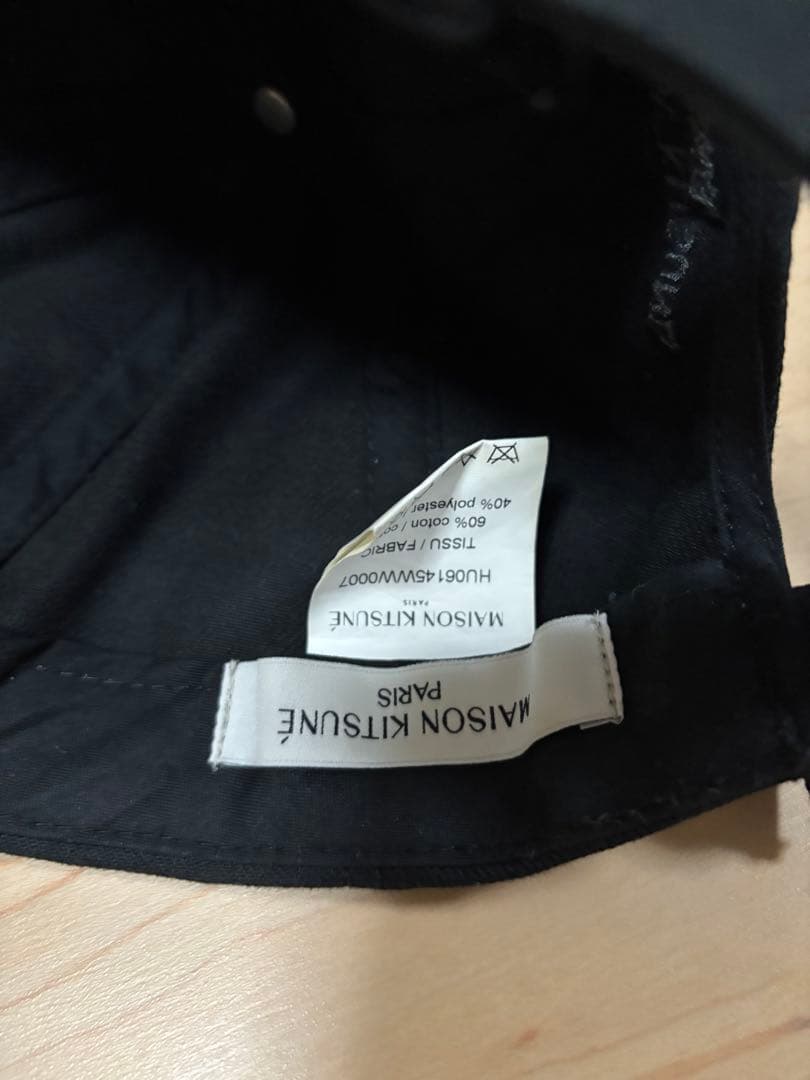 MAISON KITSUNÉ
PARIS
MAISON KITSUNÉ
PARIS
HU06145WW0007
TISSU / FABRIC
60% coton / co
40% polyester /